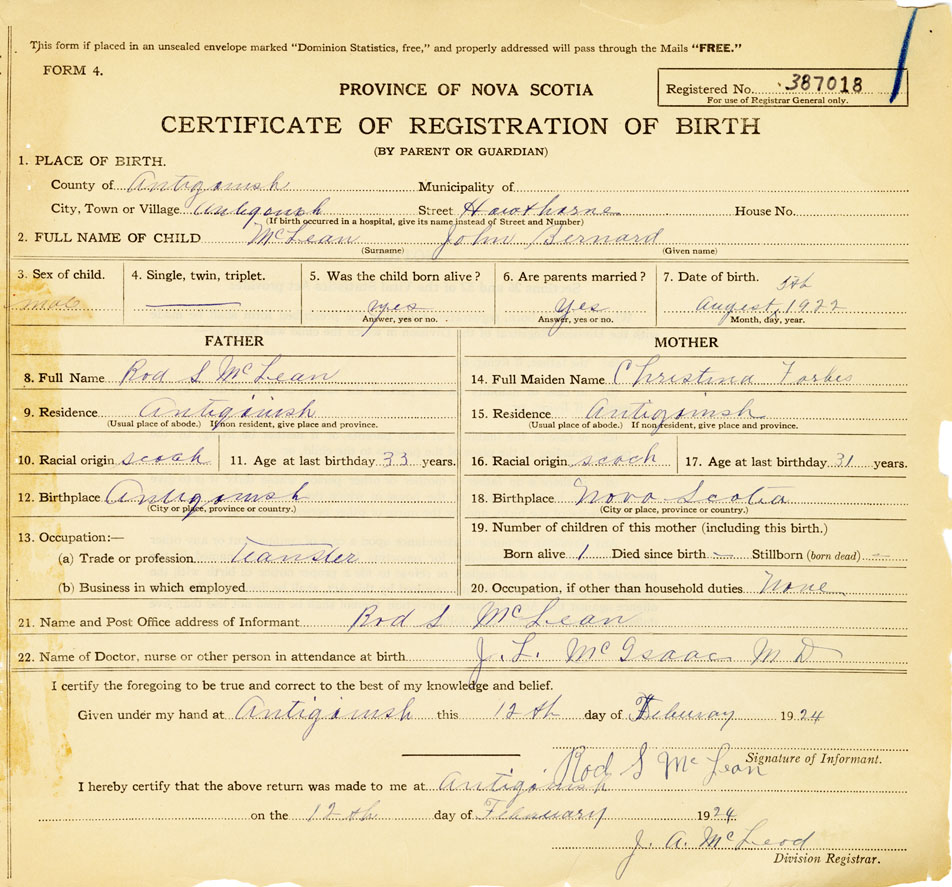 This form if placed in an unsealed envelope marked "Dominion Statistics, free," and properly addressed will pass through the Mails "FREE."
FORM 4.
PROVINCE OF NOVA SCOTIA
Registered No. 387018
For use of Registrar General only.
CERTIFICATE OF REGISTRATION OF BIRTH
(BY PARENT OR GUARDIAN)
1. PLACE OF BIRTH.
County of Antigonish Municipality of
City, Town or Village Antigonish Street Hawthorne House No.
(If birth occurred in a hospital, give its name instead of Street and Number)
2. FULL NAME OF CHILD McLean John Bernard
(Surname) (Given name)
3. Sex of child. 4. Single, twin, triplet. 5. Was the child born alive? 6. Are parents married? 7. Date of birth. 5th
male yes Yes August, 1922
Answer, yes or no. Answer, yes or no. Month, day, year.
FATHER MOTHER
8. Full Name Rod S McLean 14. Full Maiden Name Christina Forbes
9. Residence Antigonish 15. Residence Antigonish
(Usual place of abode.) If non resident, give place and province. (Usual place of abode.) If non resident, give place and province.
10. Racial origin scoch 11. Age at last birthday 33 years. 16. Racial origin scoch 17. Age at last birthday 31 years.
12. Birthplace Antigonish 18. Birthplace Nova Scotia
(City or place, province or country.) (City or place, province or country.)
13. Occupation:— 19. Number of children of this mother (including this birth.)
(a) Trade or profession Teamster Born alive 1 Died since birth — Stillborn (born dead) —
(b) Business in which employed 20. Occupation, if other than household duties None
21. Name and Post Office address of Informant Rod S McLean
22. Name of Doctor, nurse or other person in attendance at birth J. L. McIsaac M D
I certify the foregoing to be true and correct to the best of my knowledge and belief.
Given under my hand at Antigonish this 12th day of Feburay 1924
Rod S McLean
Signature of Informant.
I hereby certify that the above return was made to me at Antigonish
on the 12th day of February 1924
J. A. McLeod
Division Registrar.